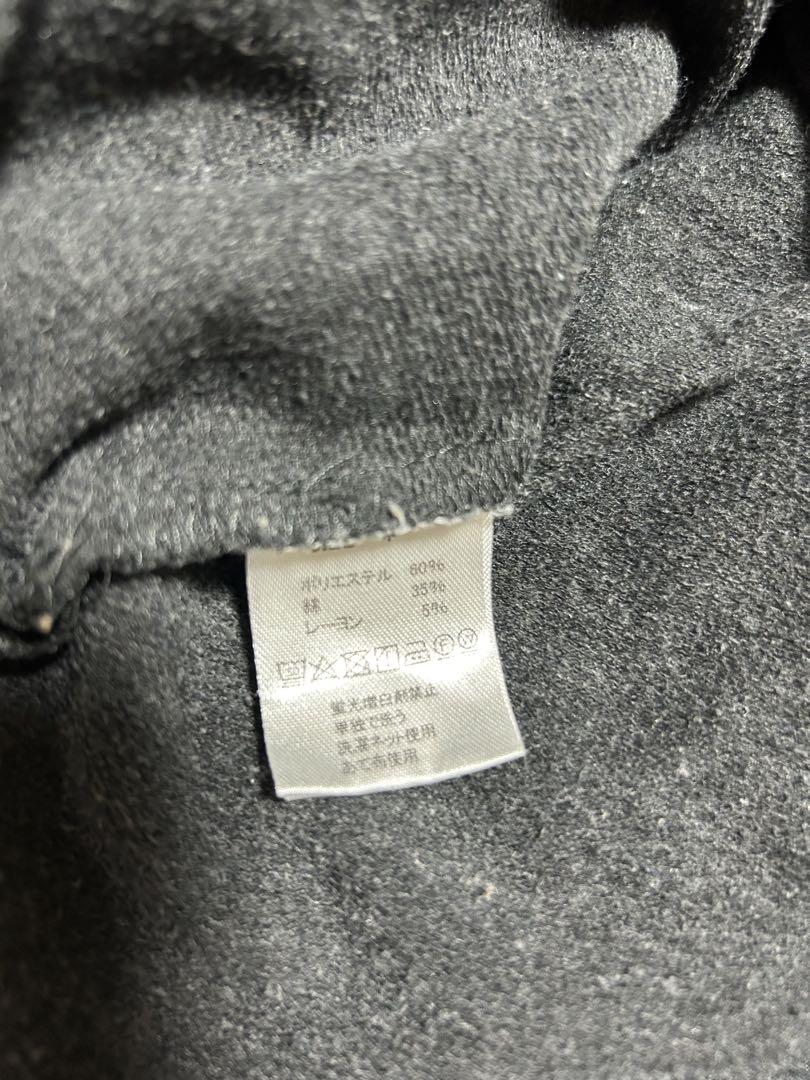 ポリエステル 60%
綿 35%
レーヨン 5%
蛍光増白剤禁止
単独で洗う
洗濯ネット使用
あて布使用